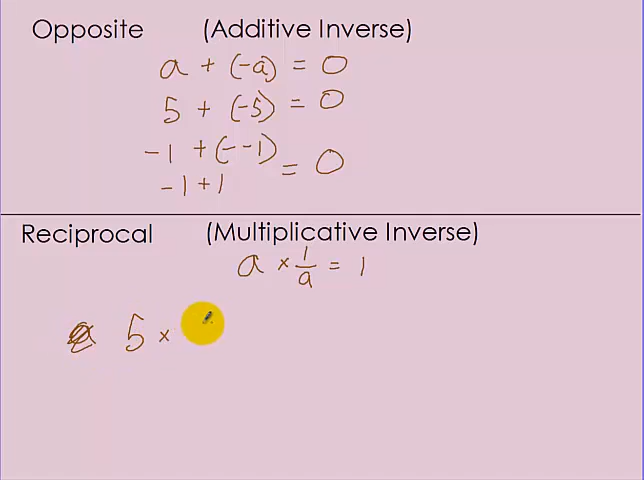 Opposite (Additive Inverse)
a + (-a) = 0
5 + (-5) = 0
-1 + (--1) = 0
-1 + 1
Reciprocal (Multiplicative Inverse)
a × 1/a = 1
5 ×